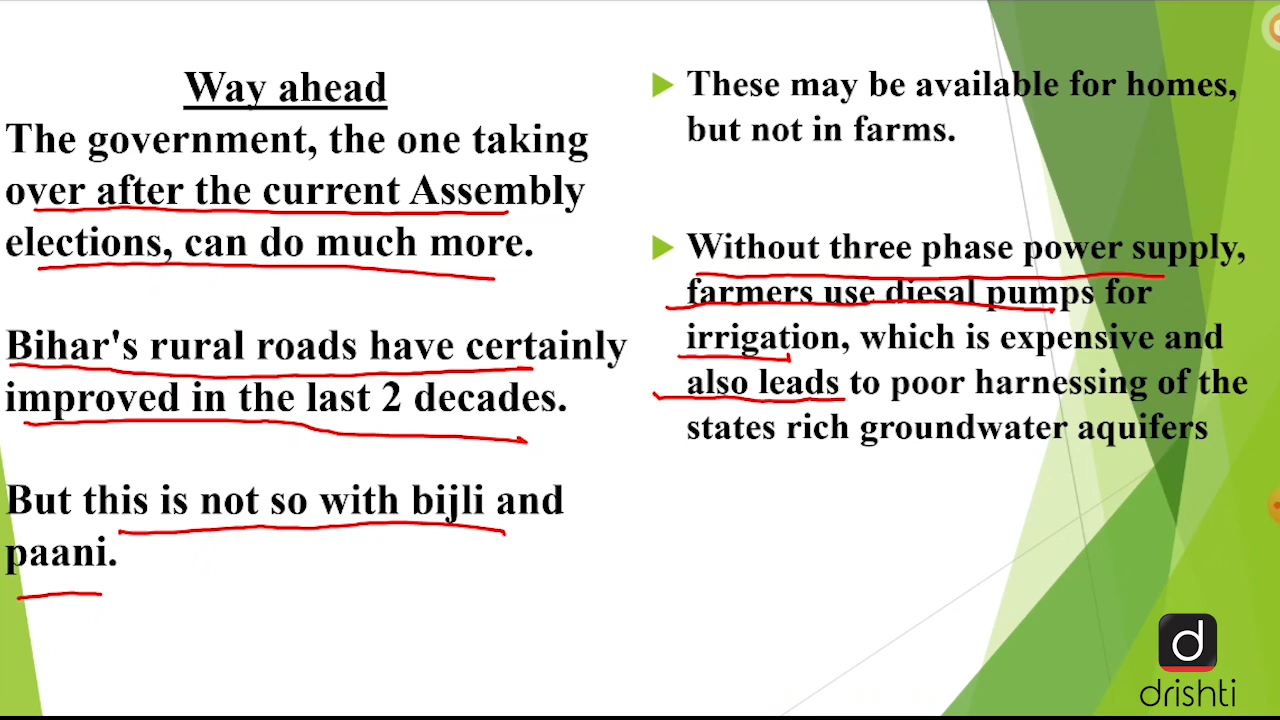 Way ahead
The government, the one taking
over after the current Assembly
elections, can do much more.
Bihar's rural roads have certainly
improved in the last 2 decades.
But this is not so with bijli and
paani.
These may be available for homes,
but not in farms.
Without three phase power supply,
farmers use diesal pumps for
irrigation, which is expensive and
also leads to poor harnessing of the
states rich groundwater aquifers
d
drishti